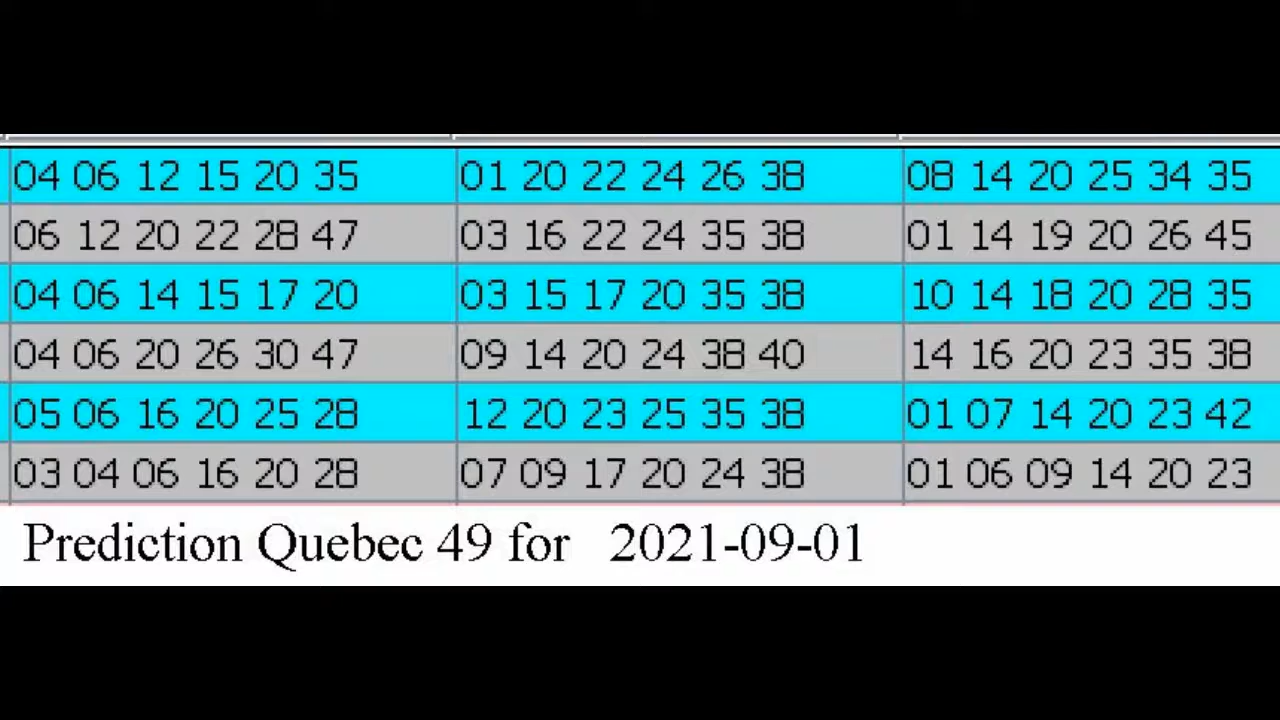 04 06 12 15 20 35 01 20 22 24 26 38 08 14 20 25 34 35
06 12 20 22 28 47 03 16 22 24 35 38 01 14 19 20 26 45
04 06 14 15 17 20 03 15 17 20 35 38 10 14 18 20 28 35
04 06 20 26 30 47 09 14 20 24 38 40 14 16 20 23 35 38
05 06 16 20 25 28 12 20 23 25 35 38 01 07 14 20 23 42
03 04 06 16 20 28 07 09 17 20 24 38 01 06 09 14 20 23
Prediction Quebec 49 for 2021-09-01